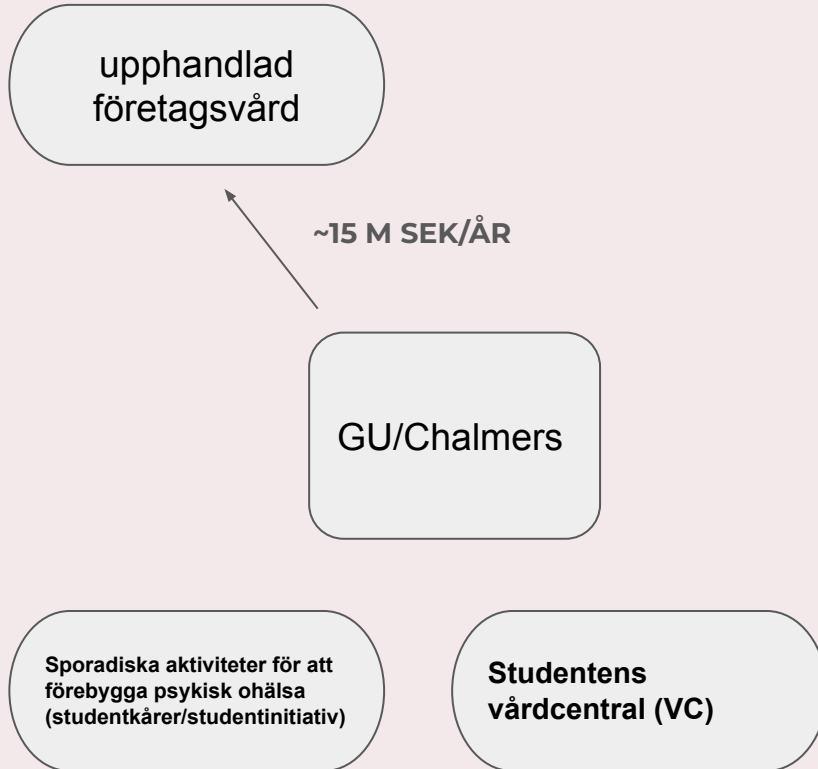 upphandlad
företagsvård
~15 M SEK/ÅR
GU/Chalmers
Sporadiska aktiviteter för att
förebygga psykisk ohälsa
(studentkårer/studentinitiativ)
Studentens
vårdcentral (VC)